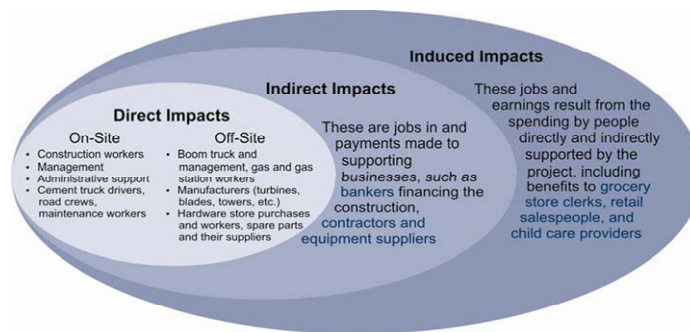 Induced Impacts
These jobs and
earnings result from the
spending by people
directly and indirectly
supported by the
project. including
benefits to grocery
store clerks, retail
salespeople, and
child care providers
Indirect Impacts
These are jobs in and
payments made to
supporting
businesses, such as
bankers financing the
construction,
contractors and
equipment suppliers
Direct Impacts
On-Site
• Construction workers
• Management
• Administrative support
• Cement truck drivers,
road crews,
maintenance workers
Off-Site
• Boom truck and
management, gas and gas
station workers
• Manufacturers (turbines,
blades, towers, etc.)
• Hardware store purchases
and workers, spare parts
and their suppliers